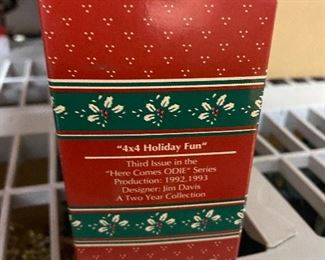 "4x4 Holiday Fun"
Third Issue in the
"Here Comes ODIE" Series
Production: 1992,1993
Designer: Jim Davis
A Two Year Collection